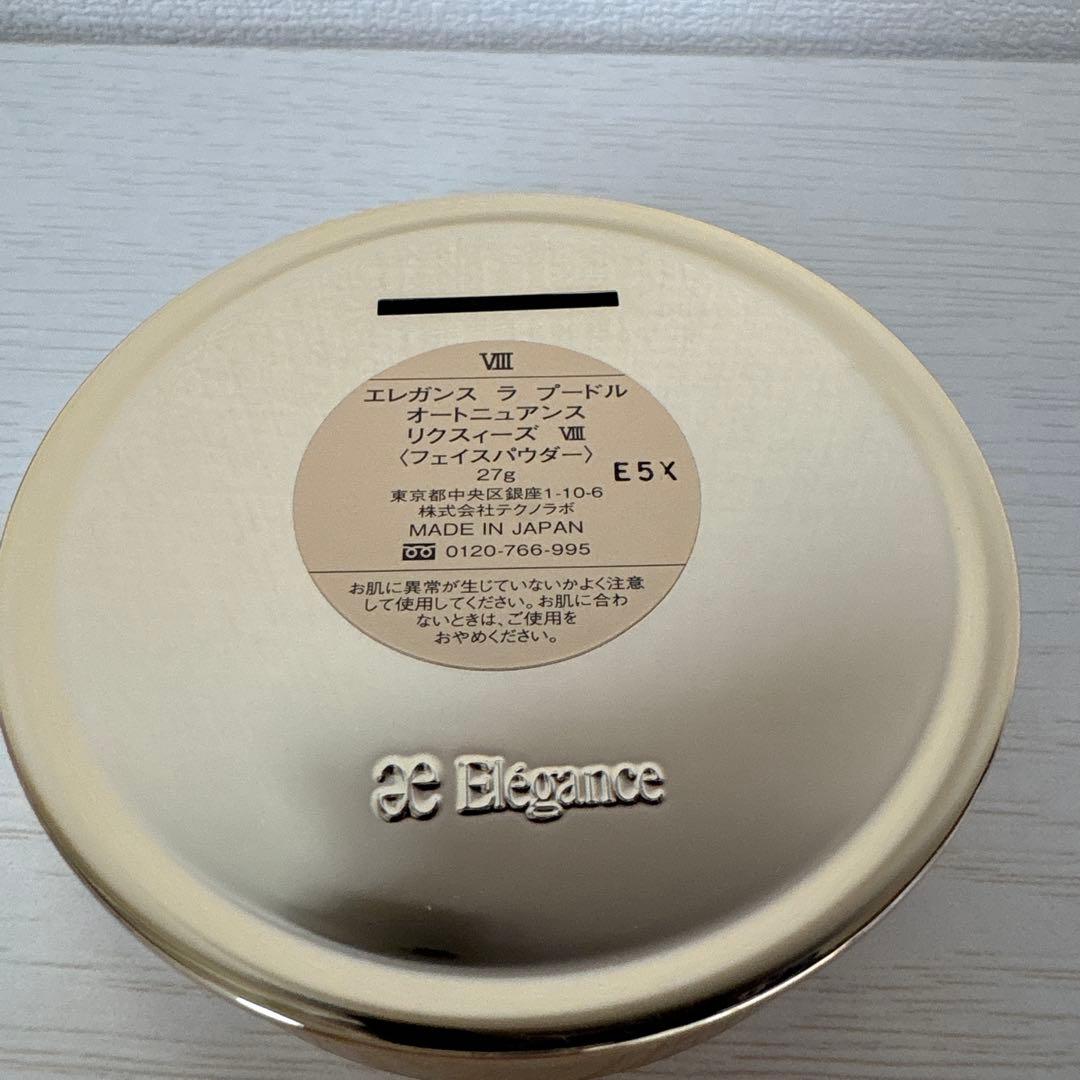 Ⅷ
エレガンス ラ プードル
オートニュアンス
リクスィーズ Ⅷ
〈フェイスパウダー〉
27g
E5X
東京都中央区銀座1-10-6
株式会社テクノラボ
MADE IN JAPAN
0120-766-995
お肌に異常が生じていないかよく注意
して使用してください。お肌に合わ
ないときは、ご使用を
おやめください。
æ Elégance